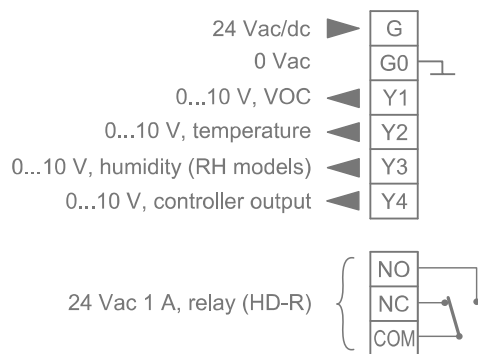 24 Vac/dc G
0 Vac G0
0...10 V, VOC Y1
0...10 V, temperature Y2
0...10 V, humidity (RH models) Y3
0...10 V, controller output Y4
NO
24 Vac 1 A, relay (HD-R) NC
COM